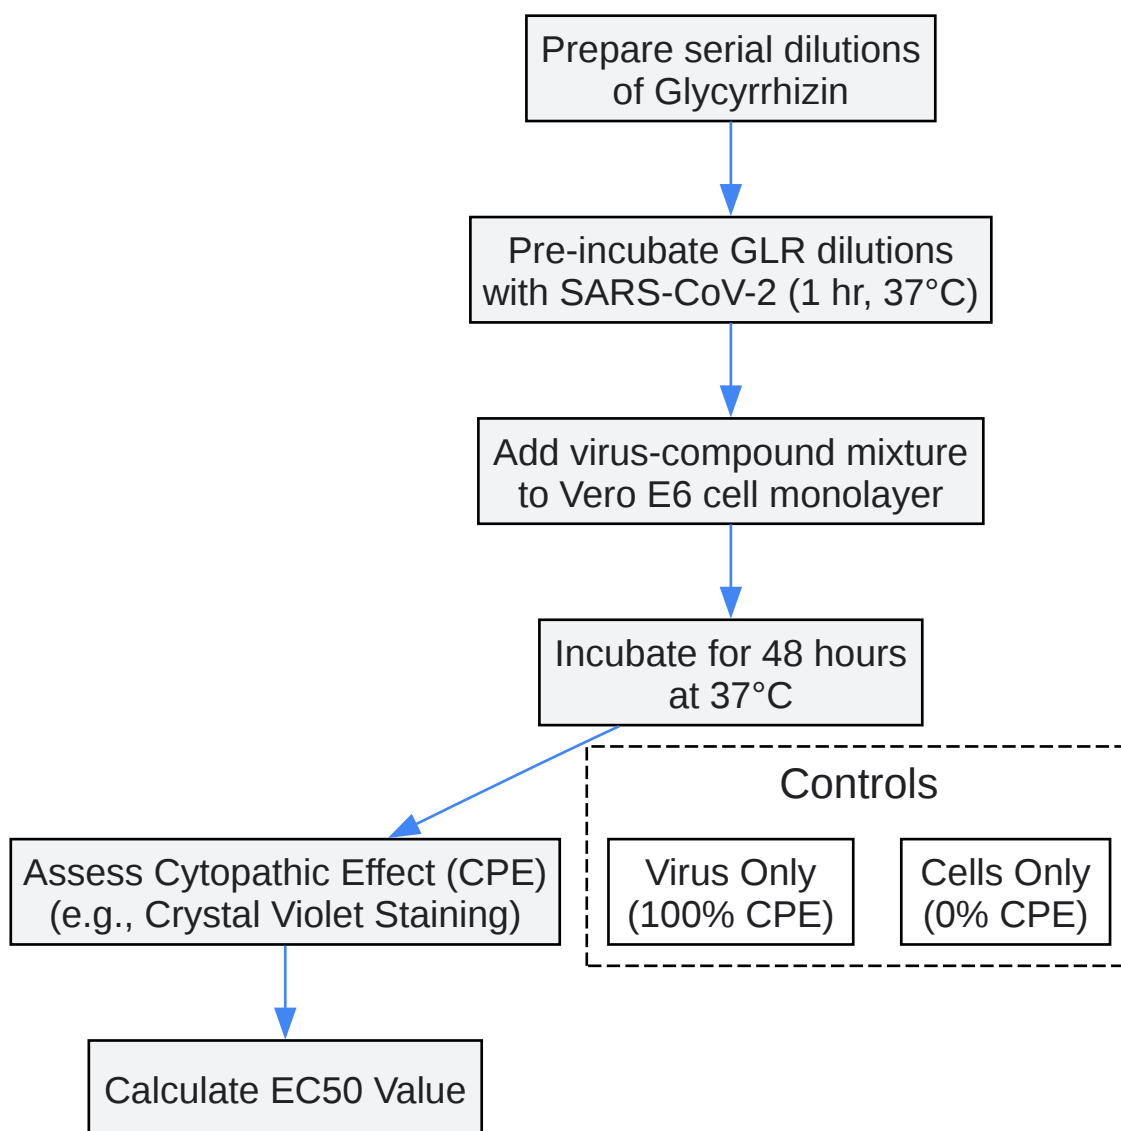 Prepare serial dilutions
of Glycyrrhizin
Pre-incubate GLR dilutions
with SARS-CoV-2 (1 hr, 37°C)
Add virus-compound mixture
to Vero E6 cell monolayer
Incubate for 48 hours
at 37°C
Controls
Assess Cytopathic Effect (CPE)
(e.g., Crystal Violet Staining)
Virus Only
(100% CPE)
Cells Only
(0% CPE)
Calculate EC50 Value